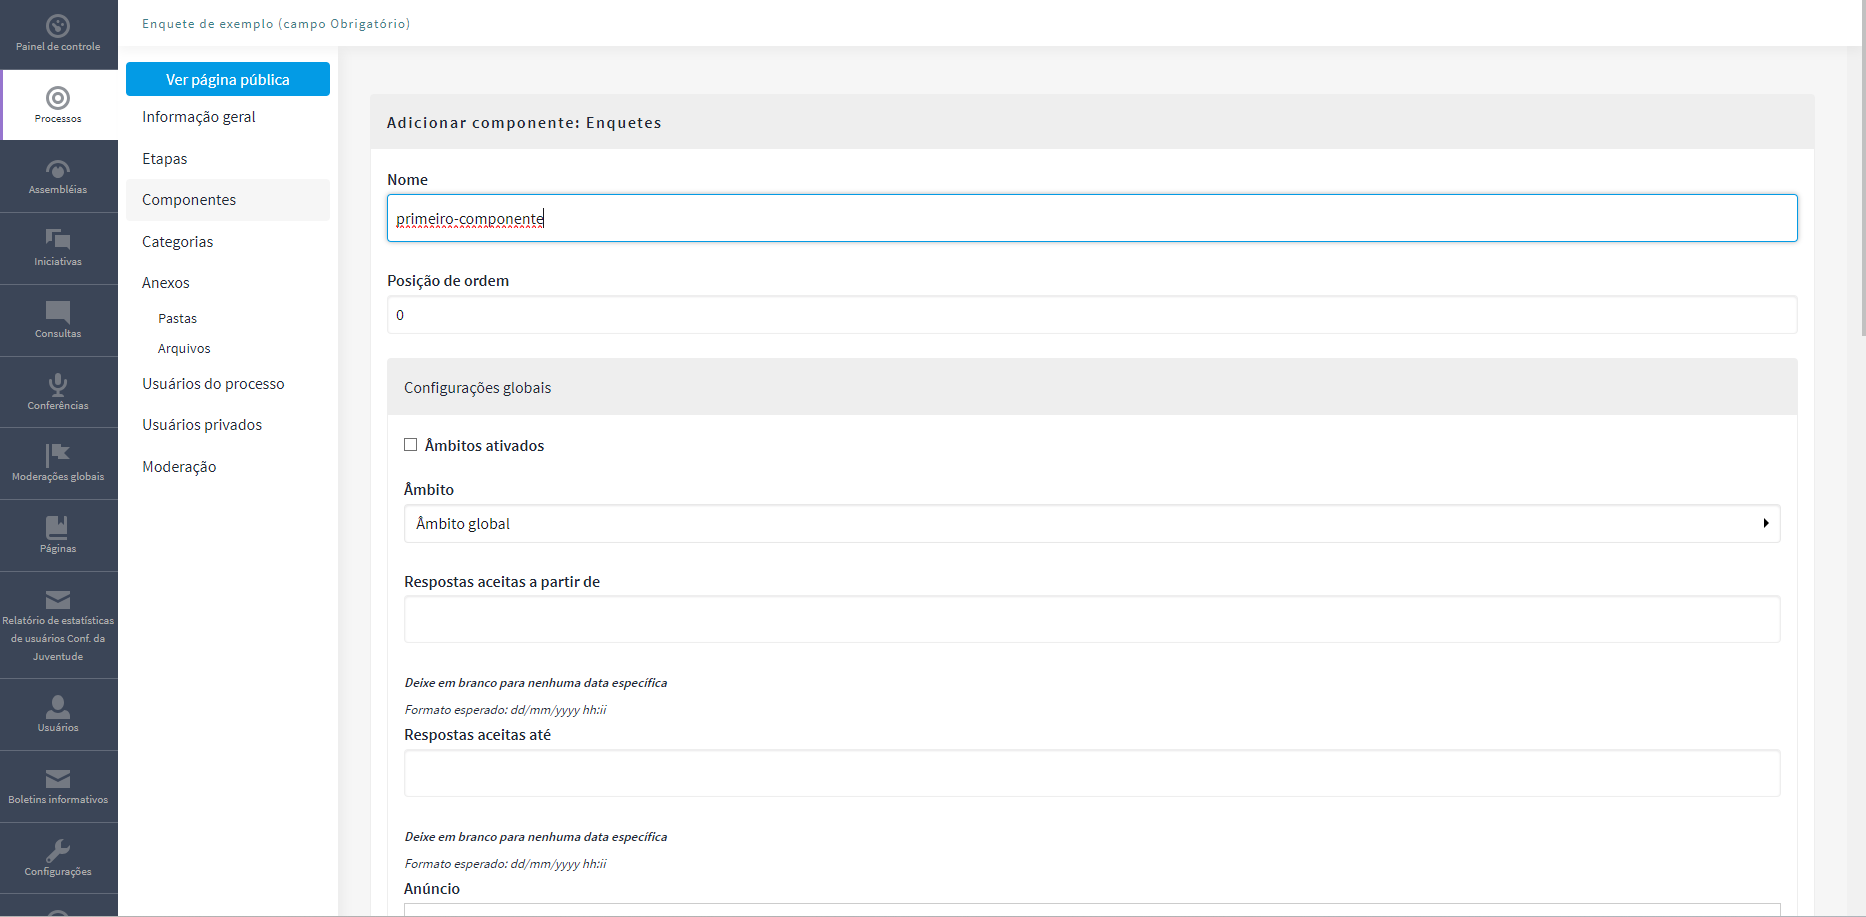 Painel de controle
Processos
Assembléias
Iniciativas
Consultas
Conferências
Moderações globais
Páginas
Relatório de estatísticas
de usuários Conf. da
Juventude
Usuários
Boletins informativos
Configurações
Enquete de exemplo (campo Obrigatório)
Ver página pública
Informação geral
Etapas
Componentes
Categorias
Anexos
Pastas
Arquivos
Usuários do processo
Usuários privados
Moderação
Adicionar componente: Enquetes
Nome
primeiro-componente
Posição de ordem
0
Configurações globais
Âmbitos ativados
Âmbito
Âmbito global
Respostas aceitas a partir de
Deixe em branco para nenhuma data específica
Formato esperado: dd/mm/yyyy hh:ii
Respostas aceitas até
Deixe em branco para nenhuma data específica
Formato esperado: dd/mm/yyyy hh:ii
Anúncio